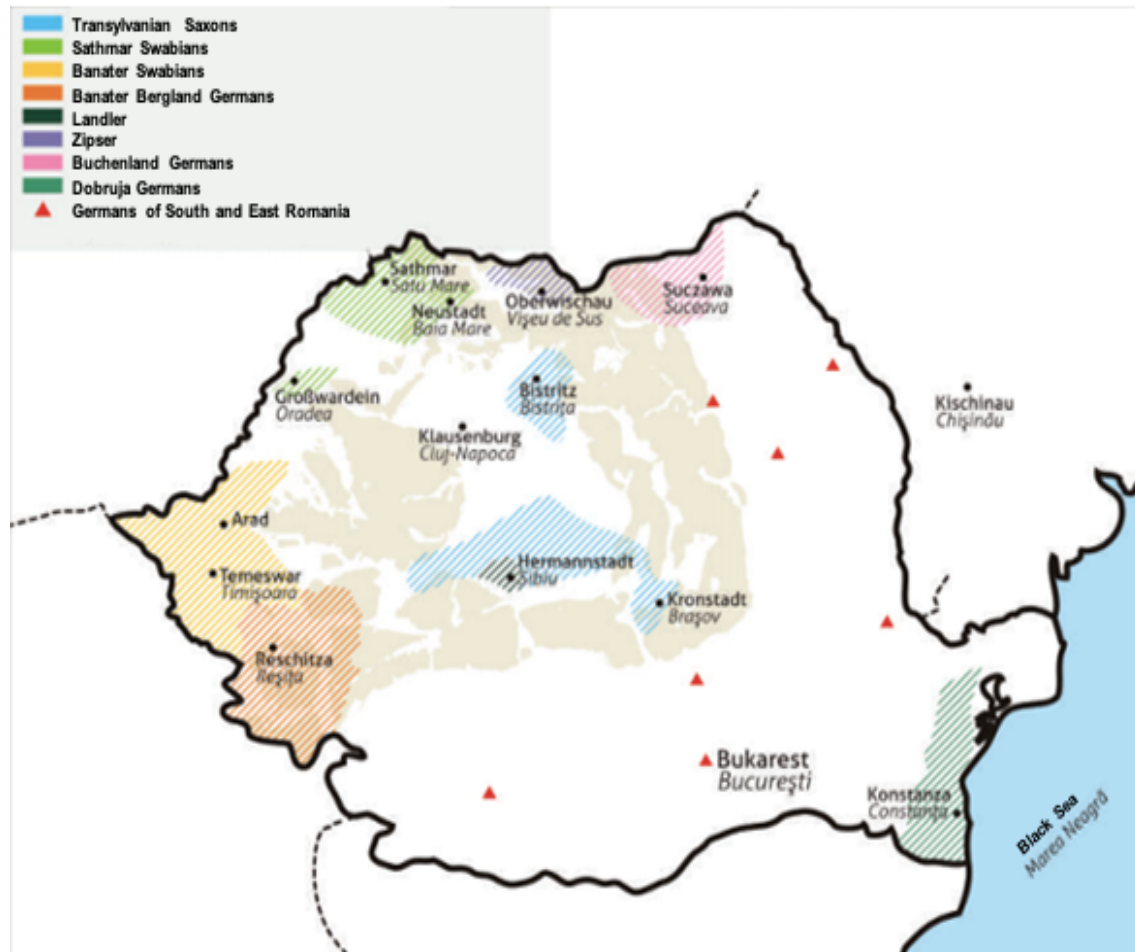 Transylvanian Saxons
Sathmar Swabians
Banater Swabians
Banater Bergland Germans
Landler
Zipser
Buchenland Germans
Dobruja Germans
Germans of South and East Romania
Sathmar
Satu Mare
Neustadt
Baia Mare
Oberwischau
Vişeu de Sus
Suczawa
Suceava
Großwardein
Oradea
Bistritz
Bistriţa
Klausenburg
Cluj-Napoca
Kischinau
Chişinău
Arad
Temeswar
Timişoara
Hermannstadt
Sibiu
Kronstadt
Braşov
Reschitza
Reşiţa
Bukarest
Bucureşti
Konstanza
Constanţa
Black Sea
Marea Neagră